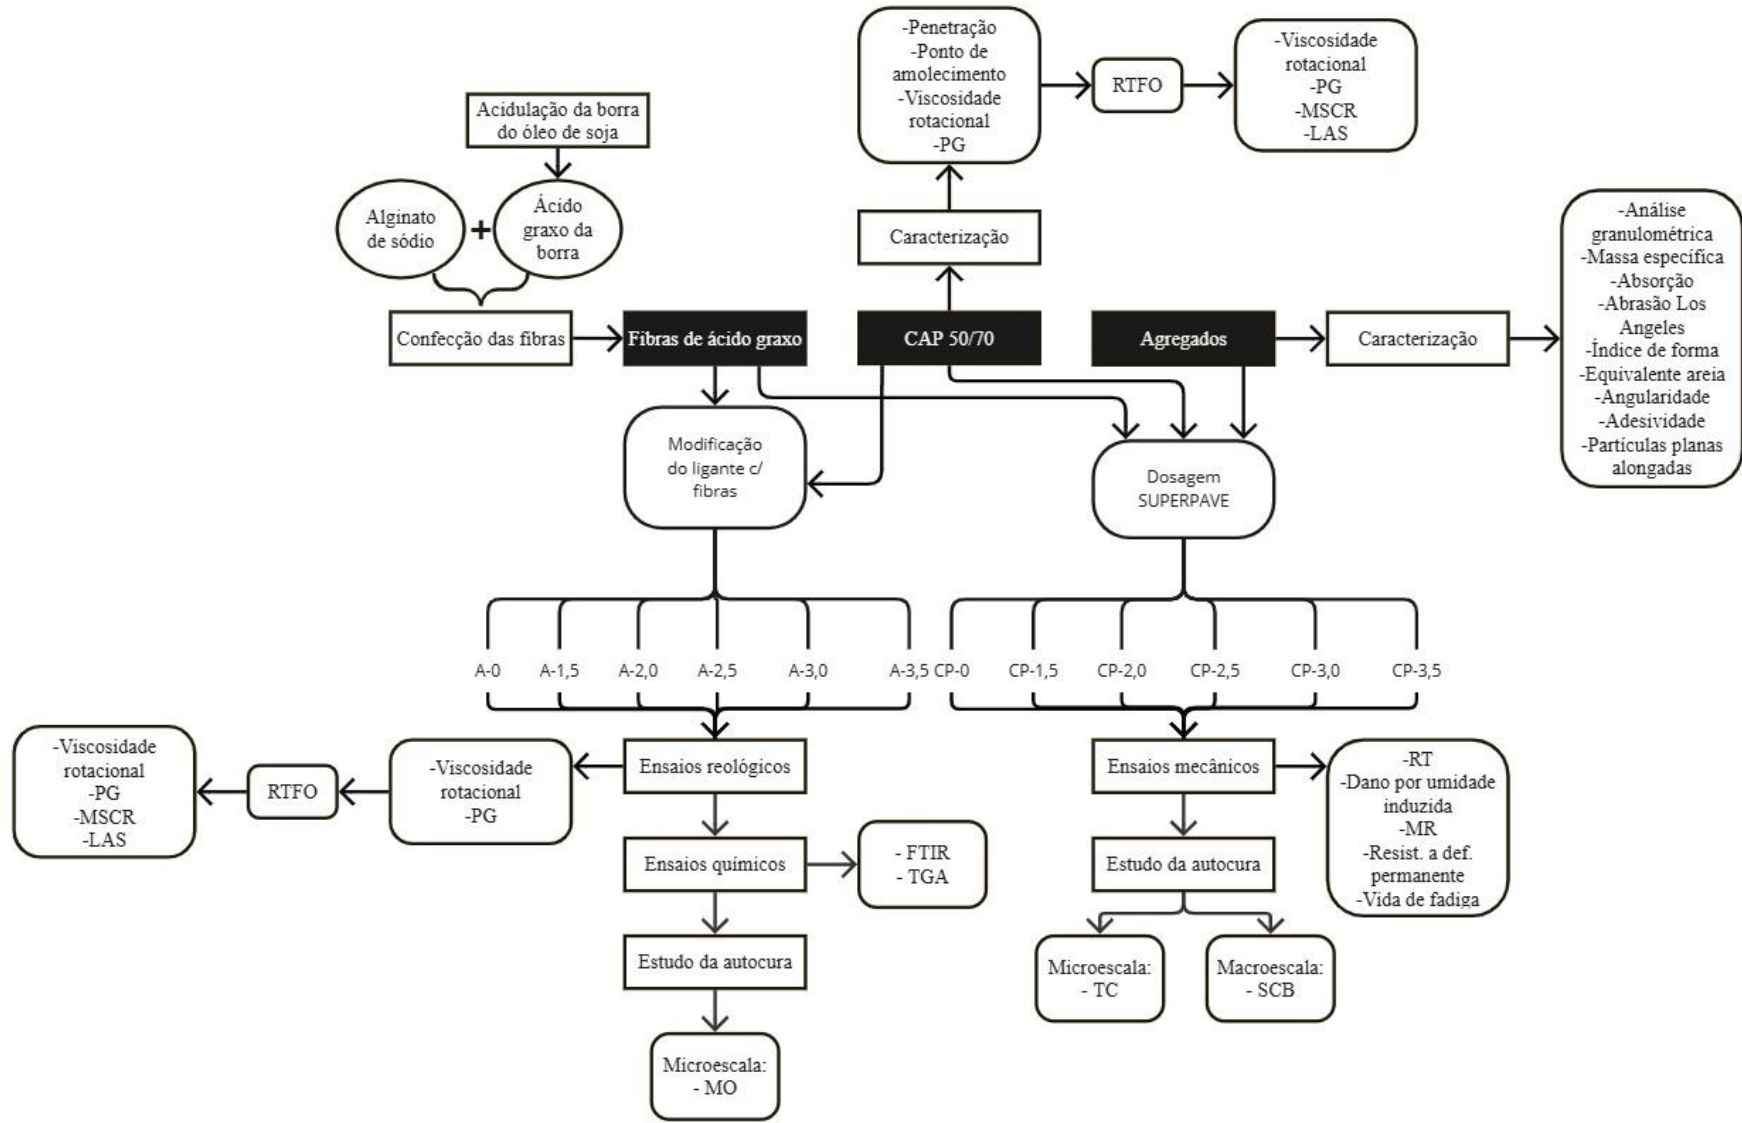 -Penetração
-Ponto de
amolecimento
-Viscosidade
rotacional
-PG
RTFO
-Viscosidade
rotacional
-PG
-MSCR
-LAS
Acidulação da borra
do óleo de soja
Alginato
de sódio
+
Ácido
graxo da
borra
Caracterização
-Análise
granulométrica
-Massa específica
-Absorção
-Abrasão Los
Angeles
-Índice de forma
-Equivalente areia
-Angularidade
-Adesividade
-Partículas planas
alongadas
Confecção das fibras
Fibras de ácido graxo
CAP 50/70
Agregados
Caracterização
Modificação
do ligante c/
fibras
Dosagem
SUPERPAVE
A-0
A-1,5
A-2,0
A-2,5
A-3,0
A-3,5
CP-0
CP-1,5
CP-2,0
CP-2,5
CP-3,0
CP-3,5
-Viscosidade
rotacional
-PG
-MSCR
-LAS
RTFO
-Viscosidade
rotacional
-PG
Ensaios reológicos
Ensaios mecânicos
-RT
-Dano por umidade
induzida
-MR
-Resist. a def.
permanente
-Vida de fadiga
Ensaios químicos
- FTIR
- TGA
Estudo da autocura
Estudo da autocura
Microescala:
- TC
Macroescala:
- SCB
Microescala:
- MO